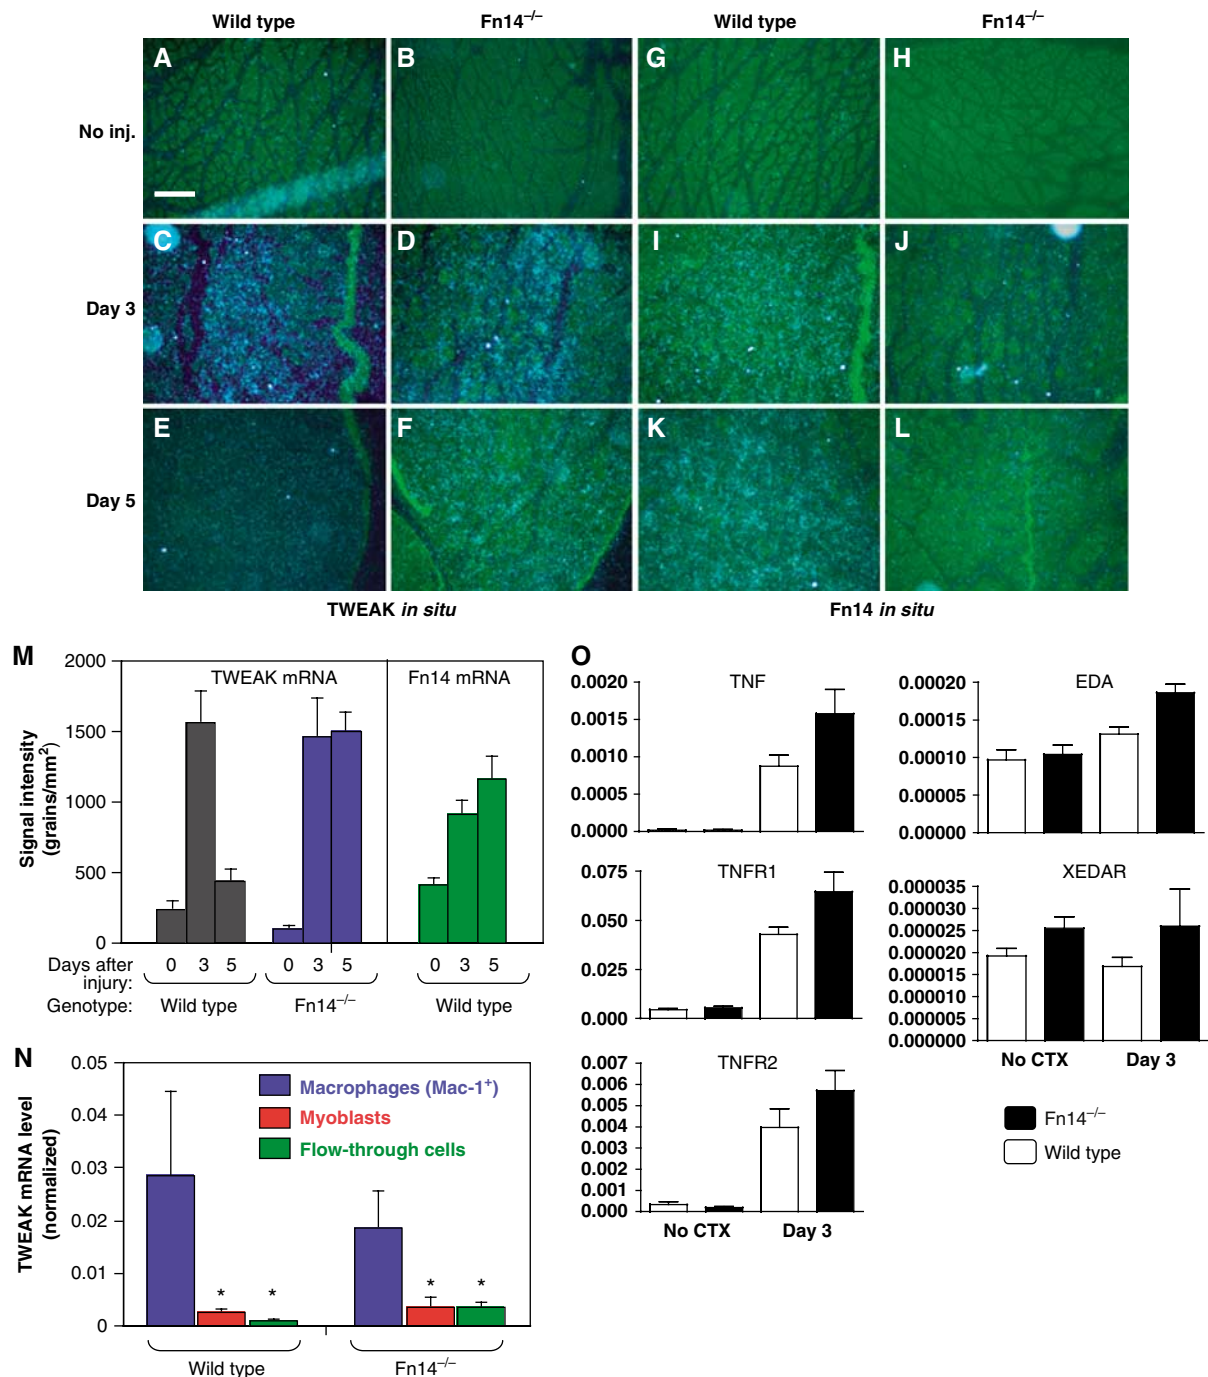 Wild type Fn14–/– Wild type Fn14–/–
No inj.
A B G H
Day 3
C D I J
Day 5
E F K L
TWEAK in situ Fn14 in situ
M
Signal intensity
(grains/mm2)
2000
1500
1000
500
0
TWEAK mRNA Fn14 mRNA
Days after
injury:
0 3 5 0 3 5 0 3 5
Genotype: Wild type Fn14–/– Wild type
N
TWEAK mRNA level
(normalized)
0.05
0.04
0.03
0.02
0.01
0
Macrophages (Mac-1+)
Myoblasts
Flow-through cells
* * * *
Wild type Fn14–/–
O
TNF
0.0020
0.0015
0.0010
0.0005
0.0000
TNFR1
0.075
0.050
0.025
0.000
TNFR2
0.007
0.006
0.005
0.004
0.003
0.002
0.001
0.000
No CTX Day 3
EDA
0.00020
0.00015
0.00010
0.00005
0.00000
XEDAR
0.000035
0.000030
0.000025
0.000020
0.000015
0.000010
0.000005
0.000000
No CTX Day 3
Fn14–/–
Wild type